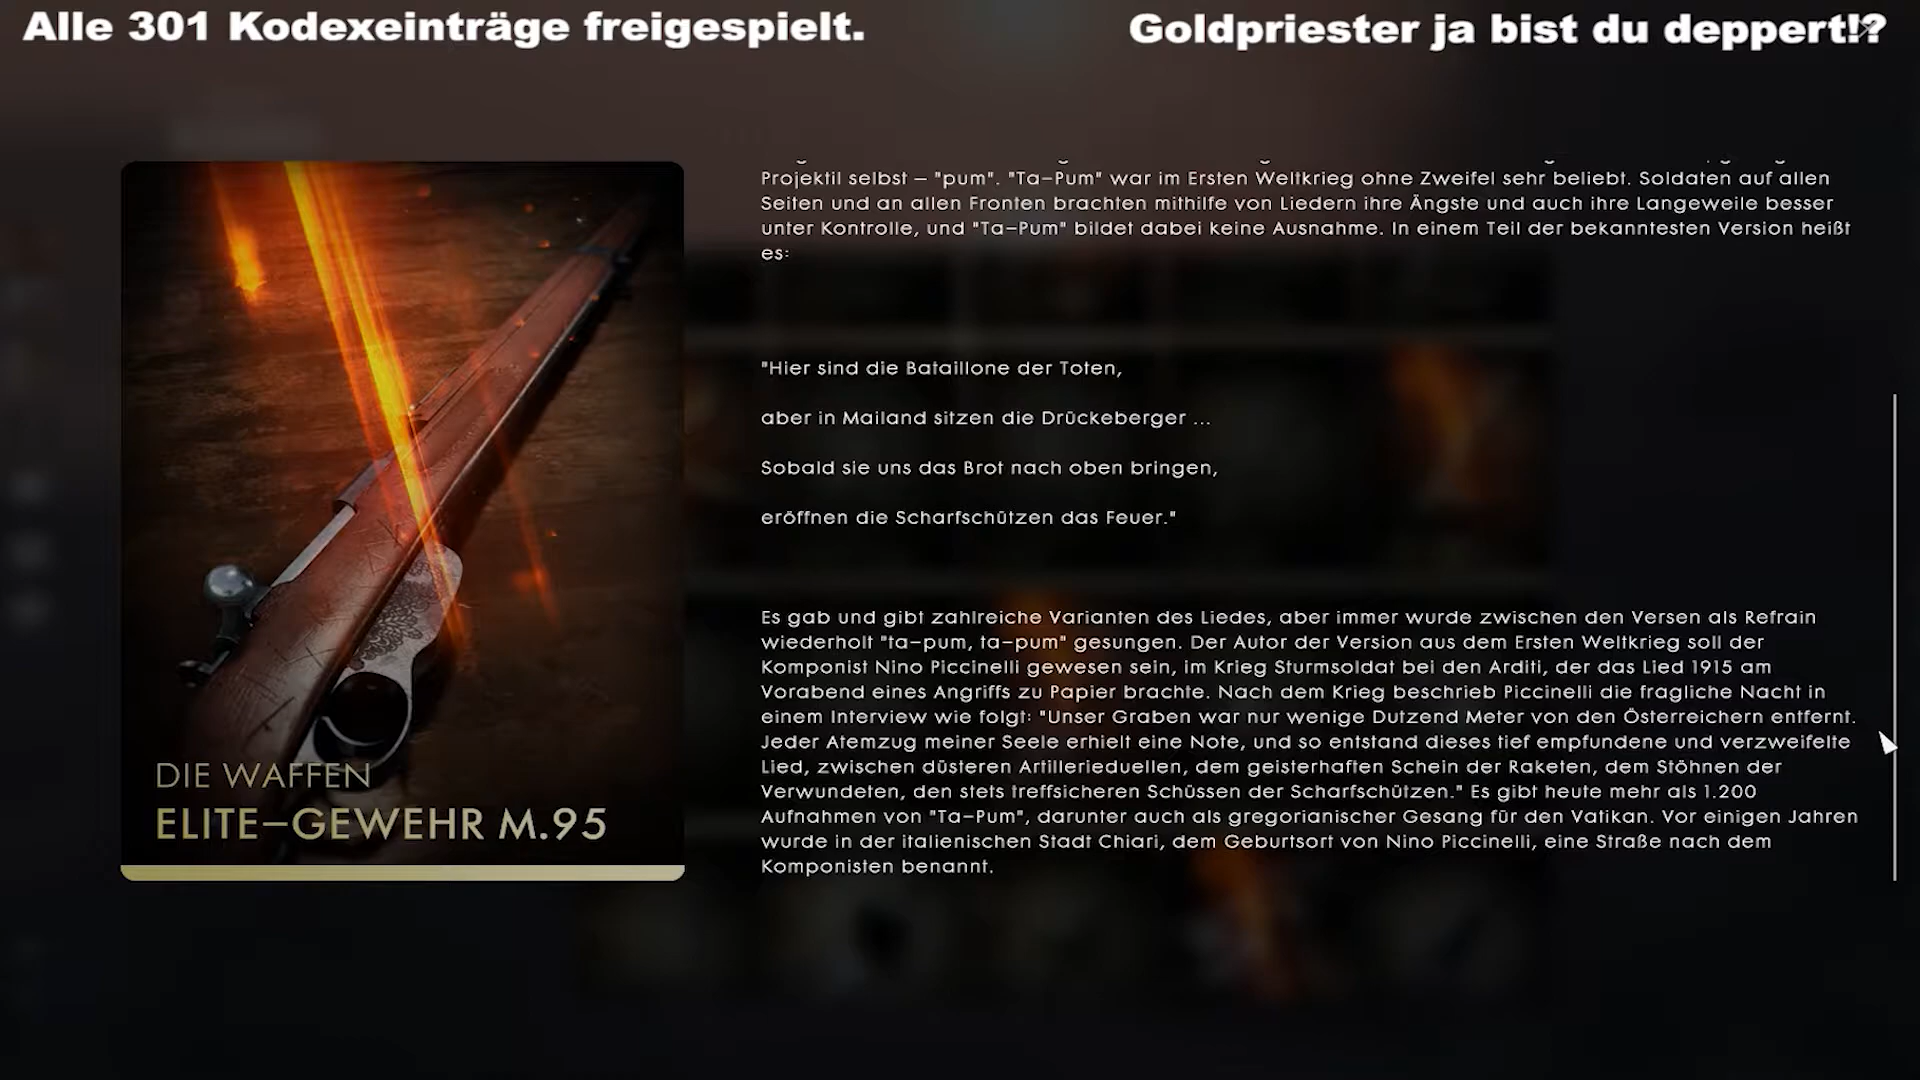 Alle 301 Kodexeinträge freigespielt.
Goldpriester ja bist du deppert!?
Projektil selbst – "pum". "Ta–Pum" war im Ersten Weltkrieg ohne Zweifel sehr beliebt. Soldaten auf allen
Seiten und an allen Fronten brachten mithilfe von Liedern ihre Ängste und auch ihre Langeweile besser
unter Kontrolle, und "Ta–Pum" bildet dabei keine Ausnahme. In einem Teil der bekanntesten Version heißt
es:
"Hier sind die Bataillone der Toten,
aber in Mailand sitzen die Drückeberger ...
Sobald sie uns das Brot nach oben bringen,
eröffnen die Scharfschützen das Feuer."
Es gab und gibt zahlreiche Varianten des Liedes, aber immer wurde zwischen den Versen als Refrain
wiederholt "ta–pum, ta–pum" gesungen. Der Autor der Version aus dem Ersten Weltkrieg soll der
Komponist Nino Piccinelli gewesen sein, im Krieg Sturmsoldat bei den Arditi, der das Lied 1915 am
Vorabend eines Angriffs zu Papier brachte. Nach dem Krieg beschrieb Piccinelli die fragliche Nacht in
einem Interview wie folgt: "Unser Graben war nur wenige Dutzend Meter von den Österreichern entfernt.
Jeder Atemzug meiner Seele erhielt eine Note, und so entstand dieses tief empfundene und verzweifelte
Lied, zwischen düsteren Artillerieduellen, dem geisterhaften Schein der Raketen, dem Stöhnen der
Verwundeten, den stets treffsicheren Schüssen der Scharfschützen." Es gibt heute mehr als 1.200
Aufnahmen von "Ta–Pum", darunter auch als gregorianischer Gesang für den Vatikan. Vor einigen Jahren
wurde in der italienischen Stadt Chiari, dem Geburtsort von Nino Piccinelli, eine Straße nach dem
Komponisten benannt.
DIE WAFFEN
ELITE–GEWEHR M.95